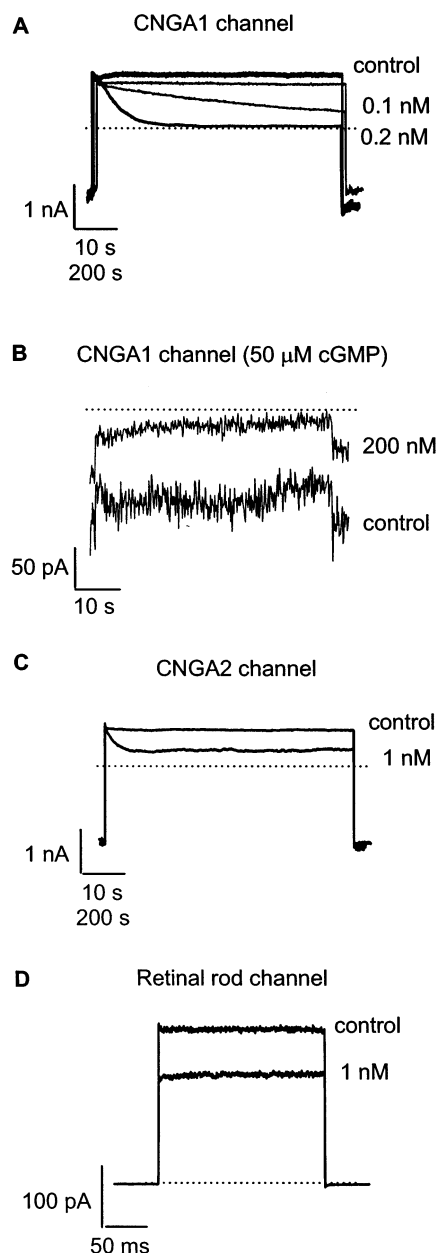 A
CNGA1 channel
control
0.1 nM
0.2 nM
1 nA
10 s
200 s
B
CNGA1 channel (50 µM cGMP)
200 nM
control
50 pA
10 s
C
CNGA2 channel
control
1 nM
1 nA
10 s
200 s
D
Retinal rod channel
control
1 nM
100 pA
50 ms